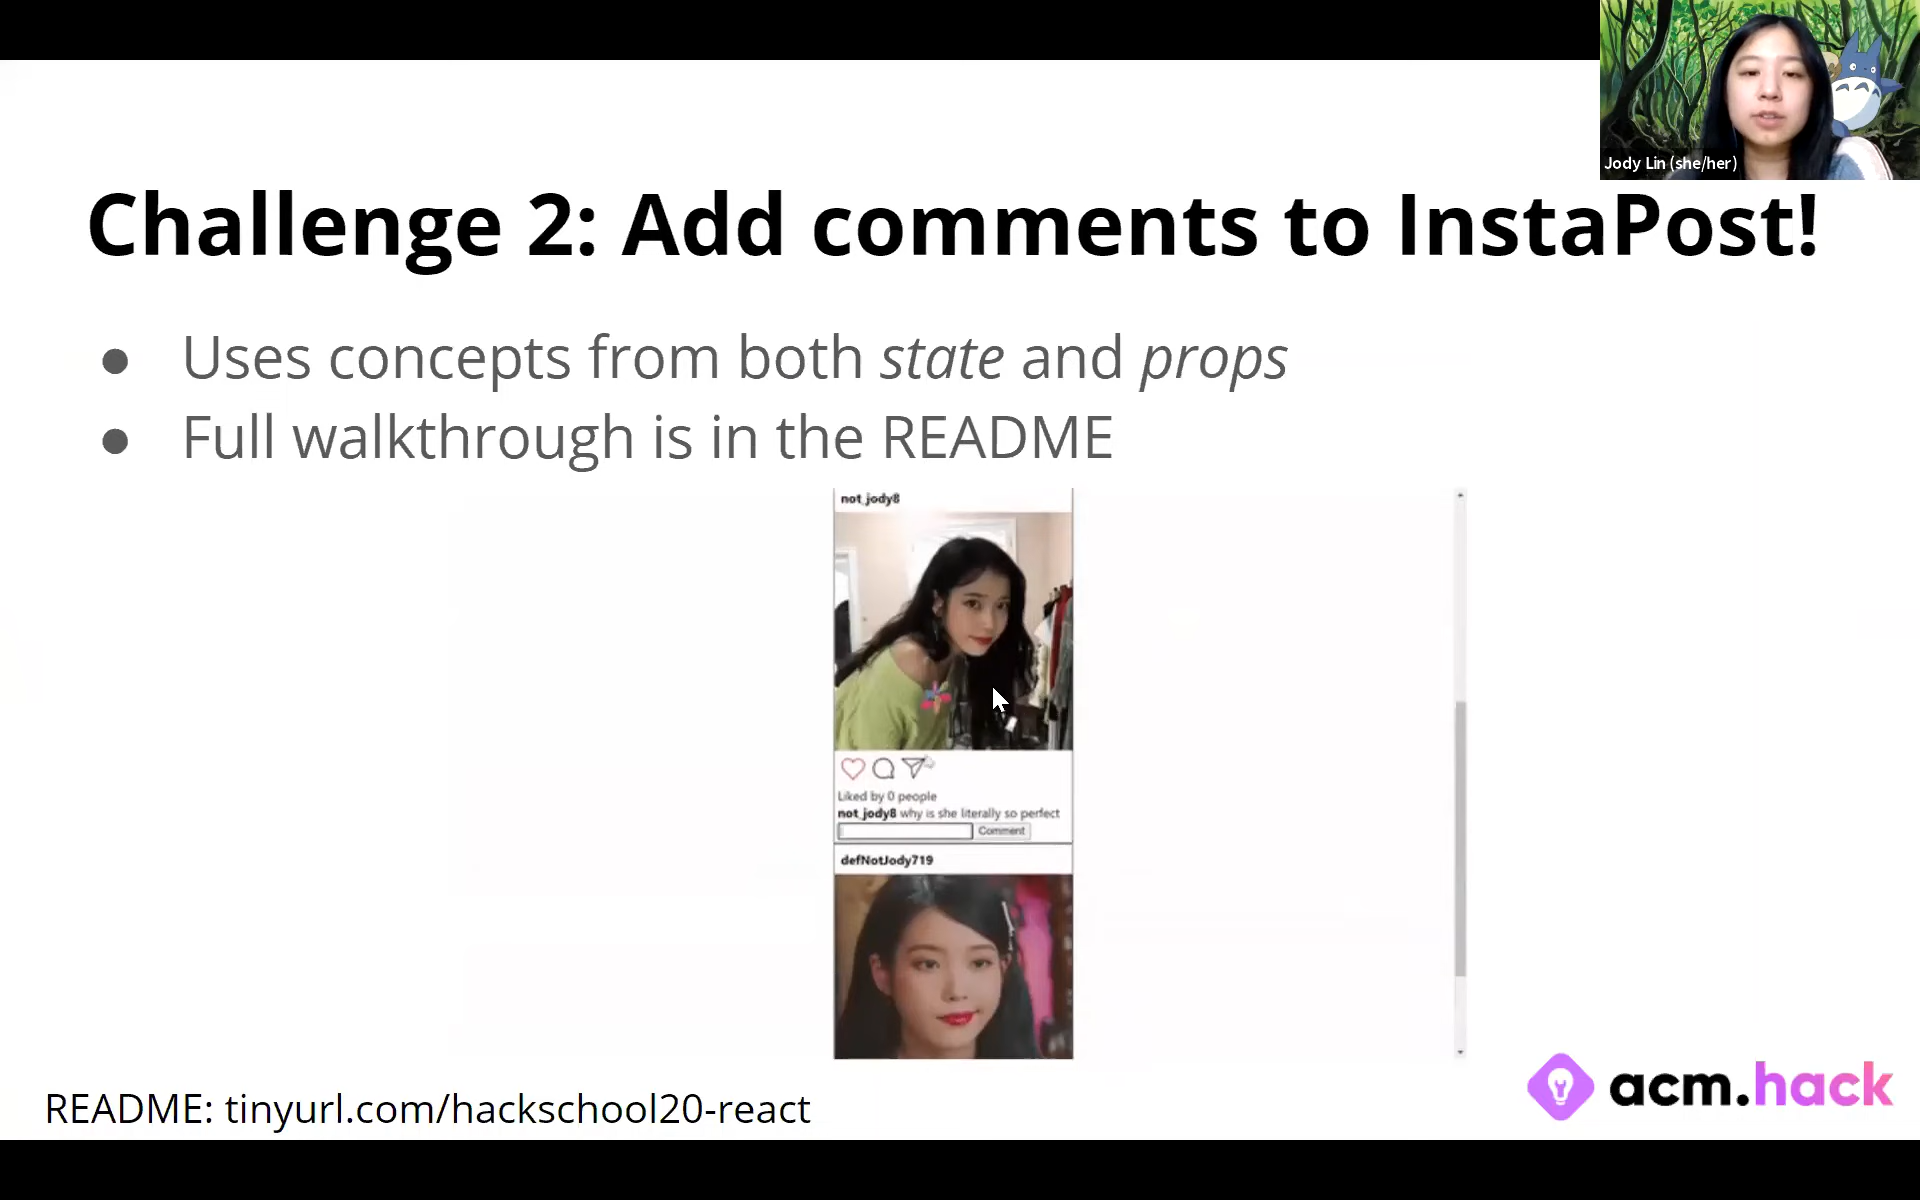 Jody Lin (she/her)
Challenge 2: Add comments to InstaPost!
● Uses concepts from both state and props
● Full walkthrough is in the README
not_jody8
Liked by 0 people
not_jody8 why is she literally so perfect
Comment
defNotJody719
README: tinyurl.com/hackschool20-react
acm.hack